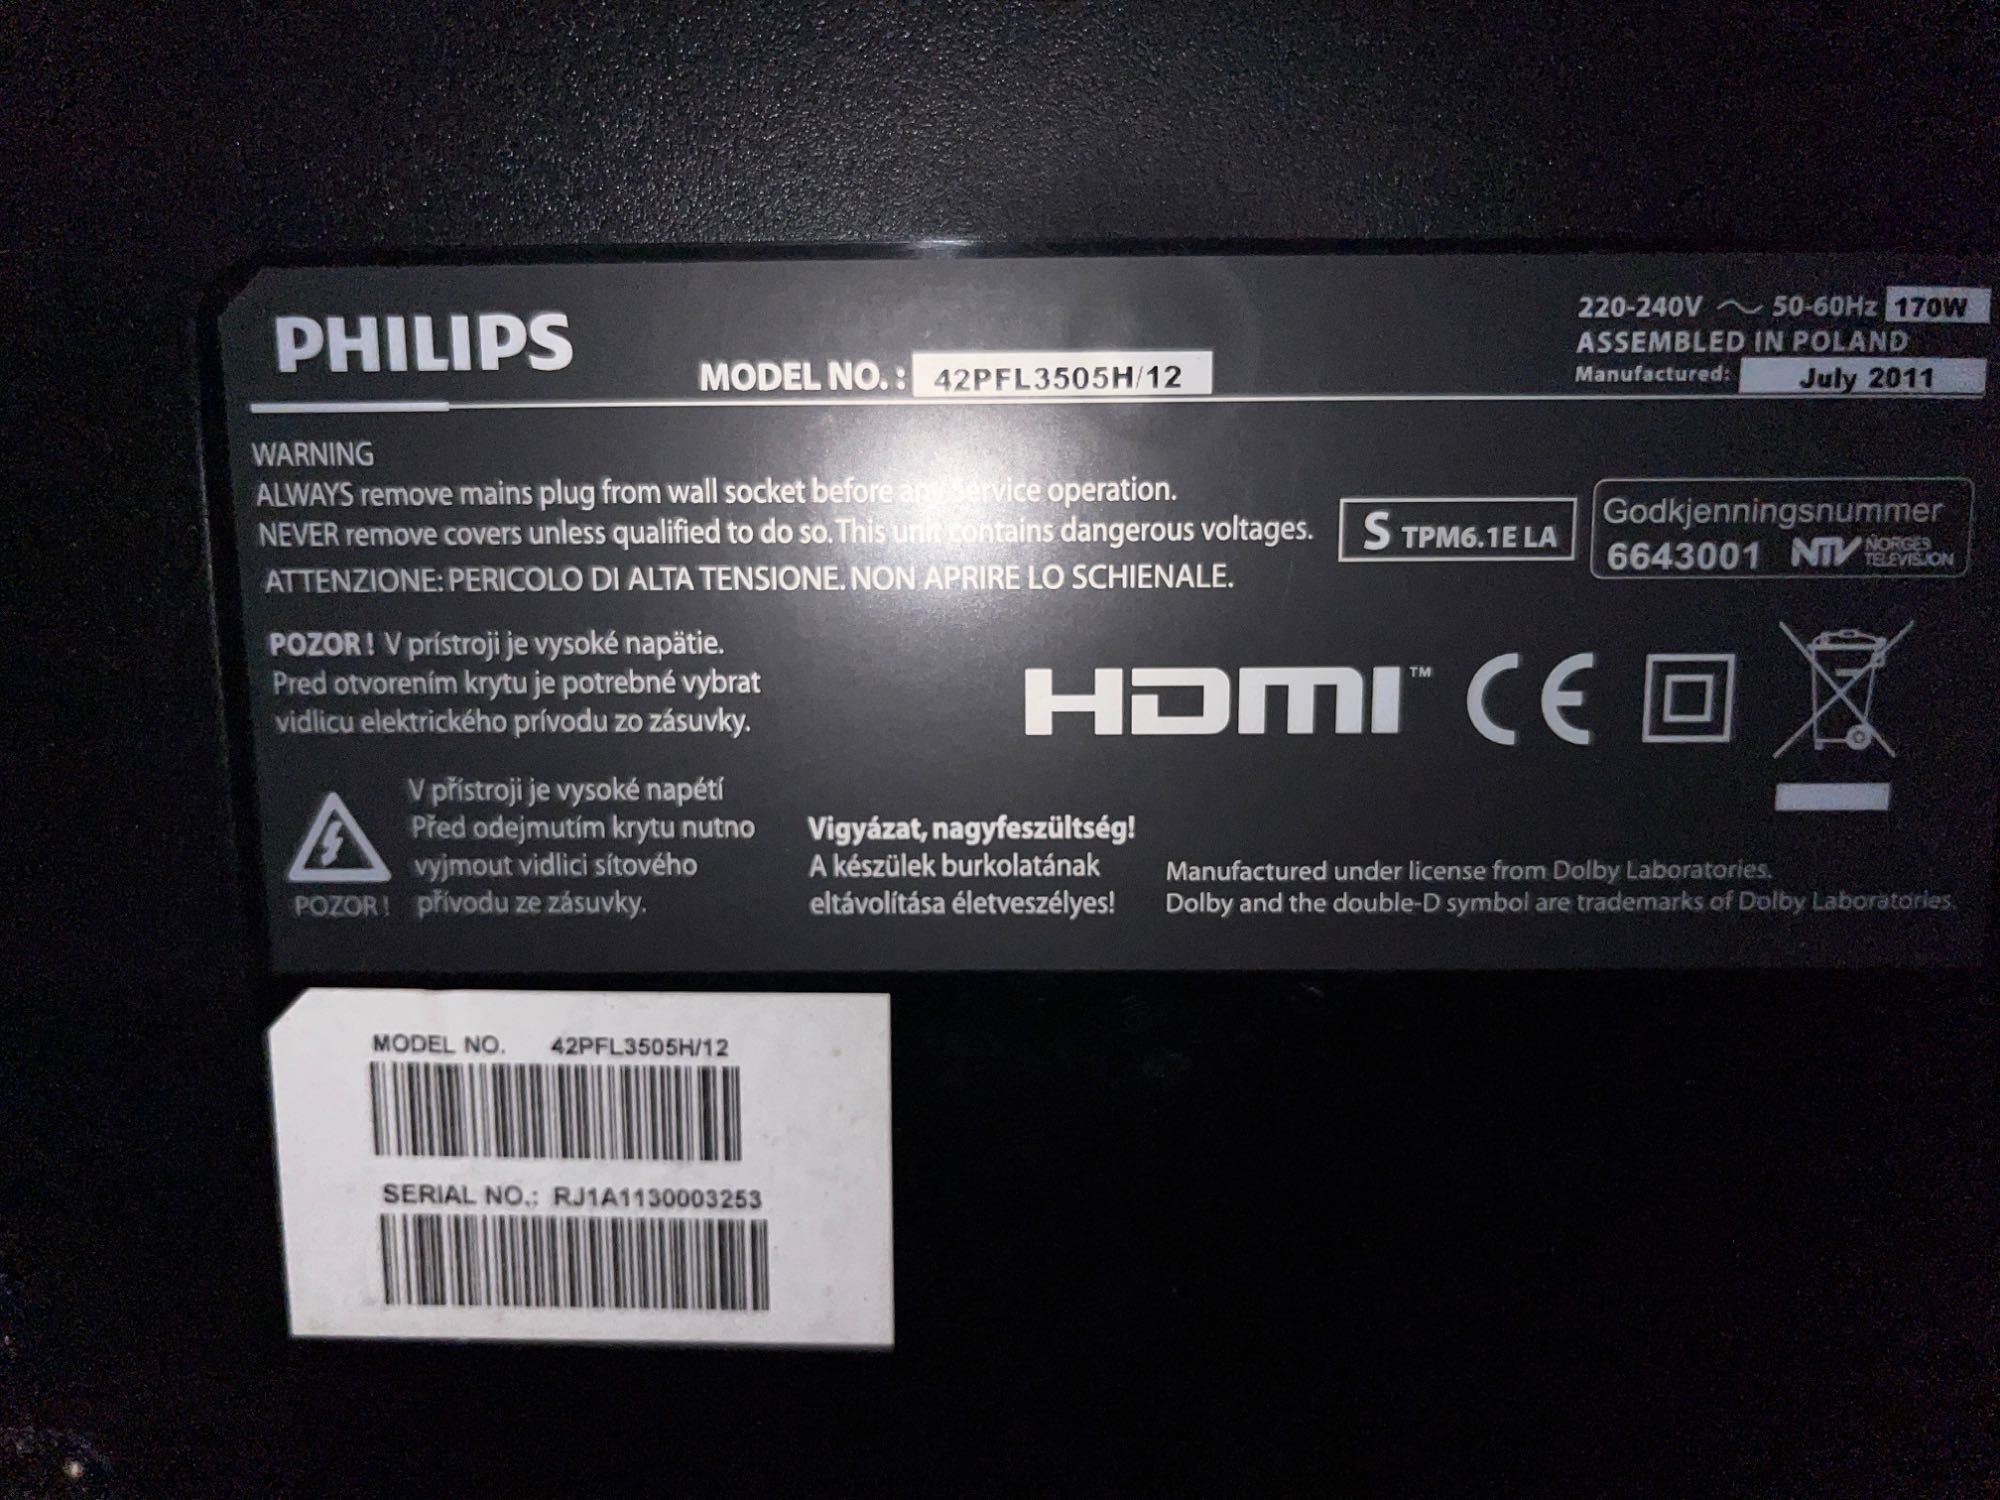 PHILIPS
MODEL NO. : 42PFL3505H/12
220-240V ~ 50-60Hz 170W
ASSEMBLED IN POLAND
Manufactured: July 2011
WARNING
ALWAYS remove mains plug from wall socket before any service operation.
NEVER remove covers unless qualified to do so. This unit contains dangerous voltages.
ATTENZIONE: PERICOLO DI ALTA TENSIONE. NON APRIRE LO SCHIENALE.
S TPM6.1E LA
Godkjenningsnummer
6643001 NTV NORGES TELEVISJON
POZOR! V prístroji je vysoké napätie.
Pred otvorením krytu je potrebné vybrat
vidlicu elektrického prívodu zo zásuvky.
HDMI™ CE
POZOR!
V přístroji je vysoké napétí
Před odejmutím krytu nutno
vyjmout vidlici sítového
přívodu ze zásuvky.
Vigyázat, nagyfeszültség!
A készülek burkolatának
eltávolítása életveszélyes!
Manufactured under license from Dolby Laboratories.
Dolby and the double-D symbol are trademarks of Dolby Laboratories.
MODEL NO. 42PFL3505H/12
SERIAL NO.: RJ1A1130003253